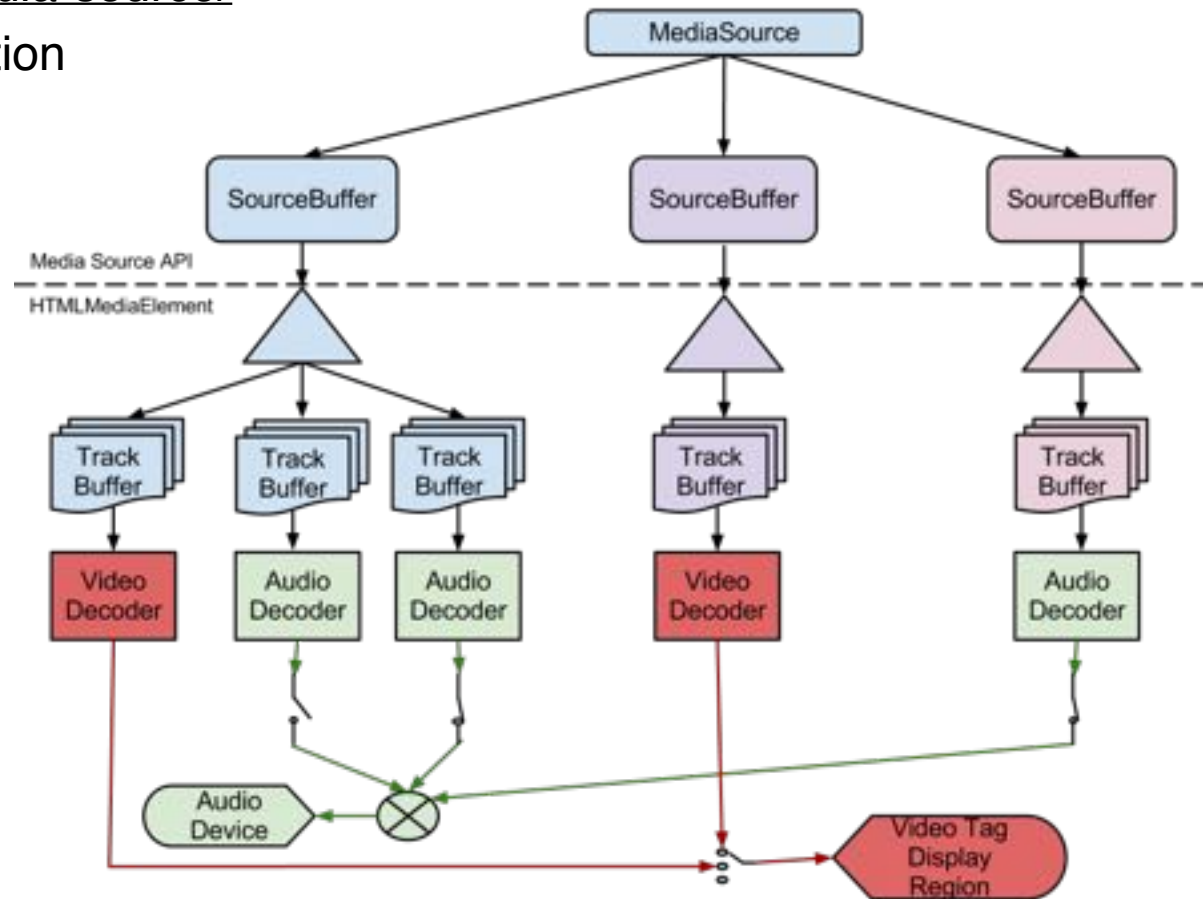 tion
MediaSource
SourceBuffer
SourceBuffer
SourceBuffer
Media Source API
HTMLMediaElement
Track
Buffer
Track
Buffer
Track
Buffer
Track
Buffer
Track
Buffer
Video
Decoder
Audio
Decoder
Audio
Decoder
Video
Decoder
Audio
Decoder
Audio
Device
Video Tag
Display
Region